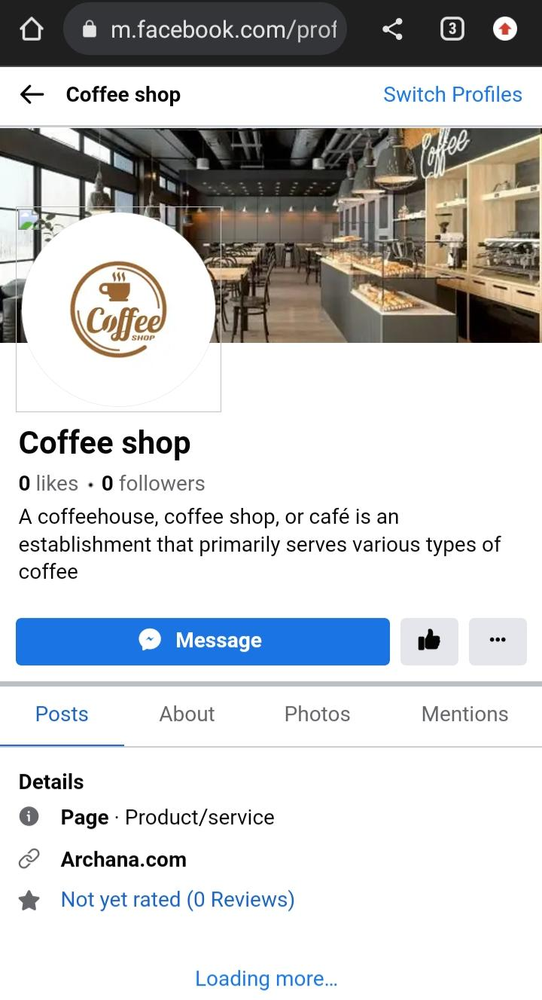 m.facebook.com/prof
3
Coffee shop
Switch Profiles
Coffee
Coffee
SHOP
Coffee shop
0 likes • 0 followers
A coffeehouse, coffee shop, or café is an
establishment that primarily serves various types of
coffee
Message
Posts
About
Photos
Mentions
Details
Page · Product/service
Archana.com
Not yet rated (0 Reviews)
Loading more...